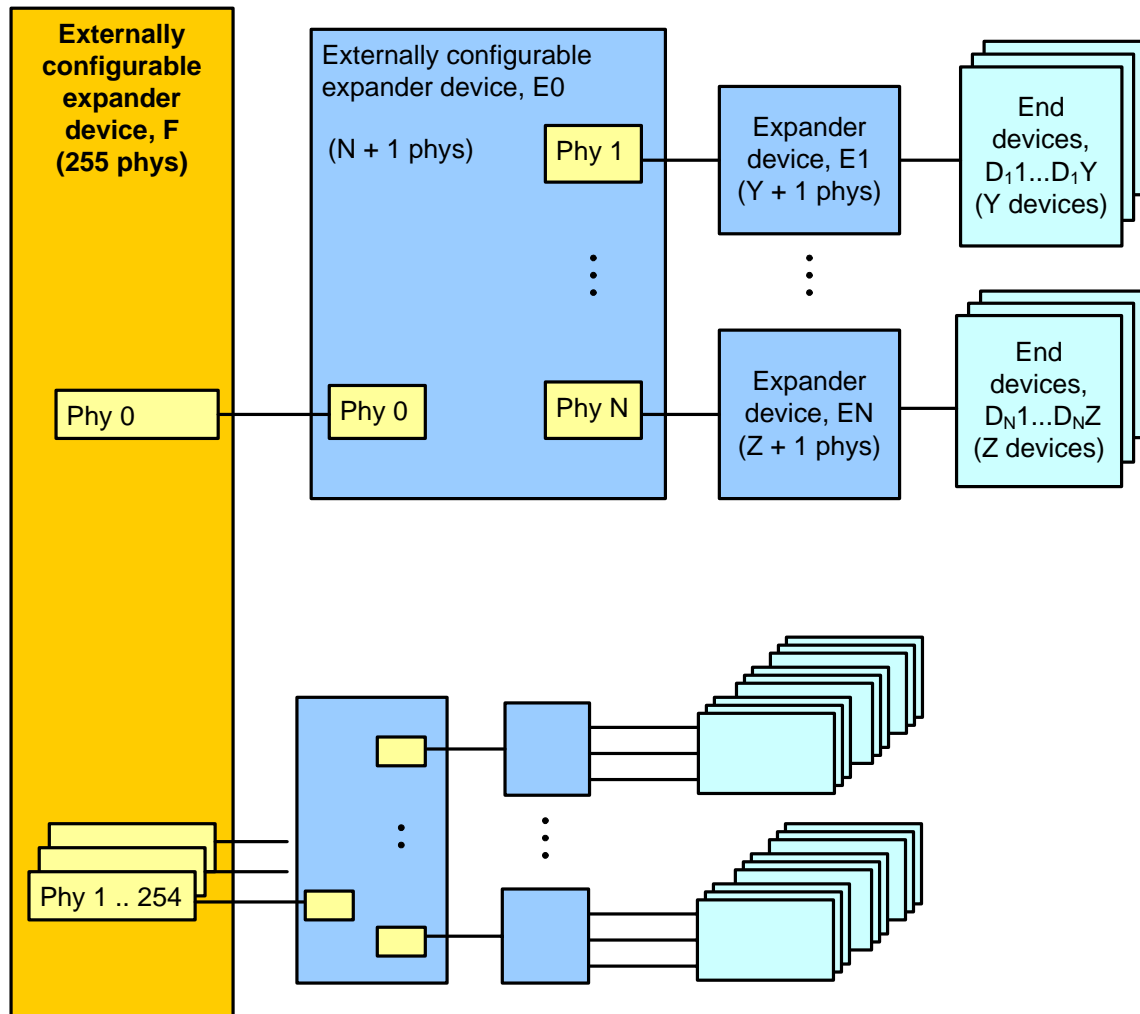 Externally
configurable
expander
device, F
(255 phys)
Externally configurable
expander device, E0
(N + 1 phys)
Phy 1
Expander
device, E1
(Y + 1 phys)
End
devices,
D₁1...D₁Y
(Y devices)
Phy 0
Phy 0
Phy N
Expander
device, EN
(Z + 1 phys)
End
devices,
D_N1...D_NZ
(Z devices)
Phy 1 .. 254